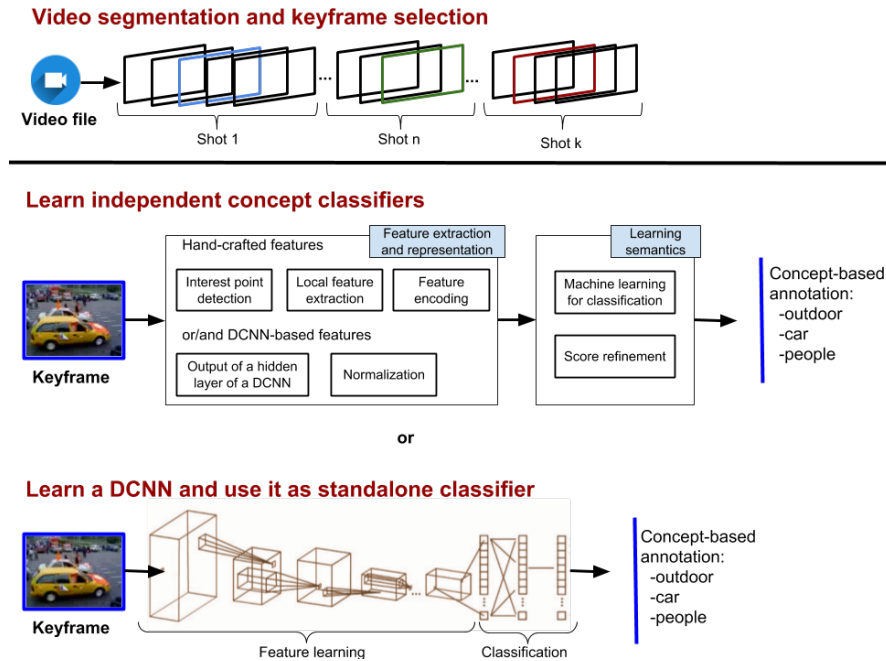 Video segmentation and keyframe selection
...
...
Video file
Shot 1
Shot n
Shot k
Learn independent concept classifiers
Hand-crafted features
Feature extraction
and representation
Learning
semantics
Interest point
detection
Local feature
extraction
Feature
encoding
Machine learning
for classification
Concept-based
annotation:
-outdoor
-car
-people
or/and DCNN-based features
Output of a hidden
layer of a DCNN
Normalization
Score refinement
Keyframe
or
Learn a DCNN and use it as standalone classifier
...
Concept-based
annotation:
-outdoor
-car
-people
Keyframe
Feature learning
Classification